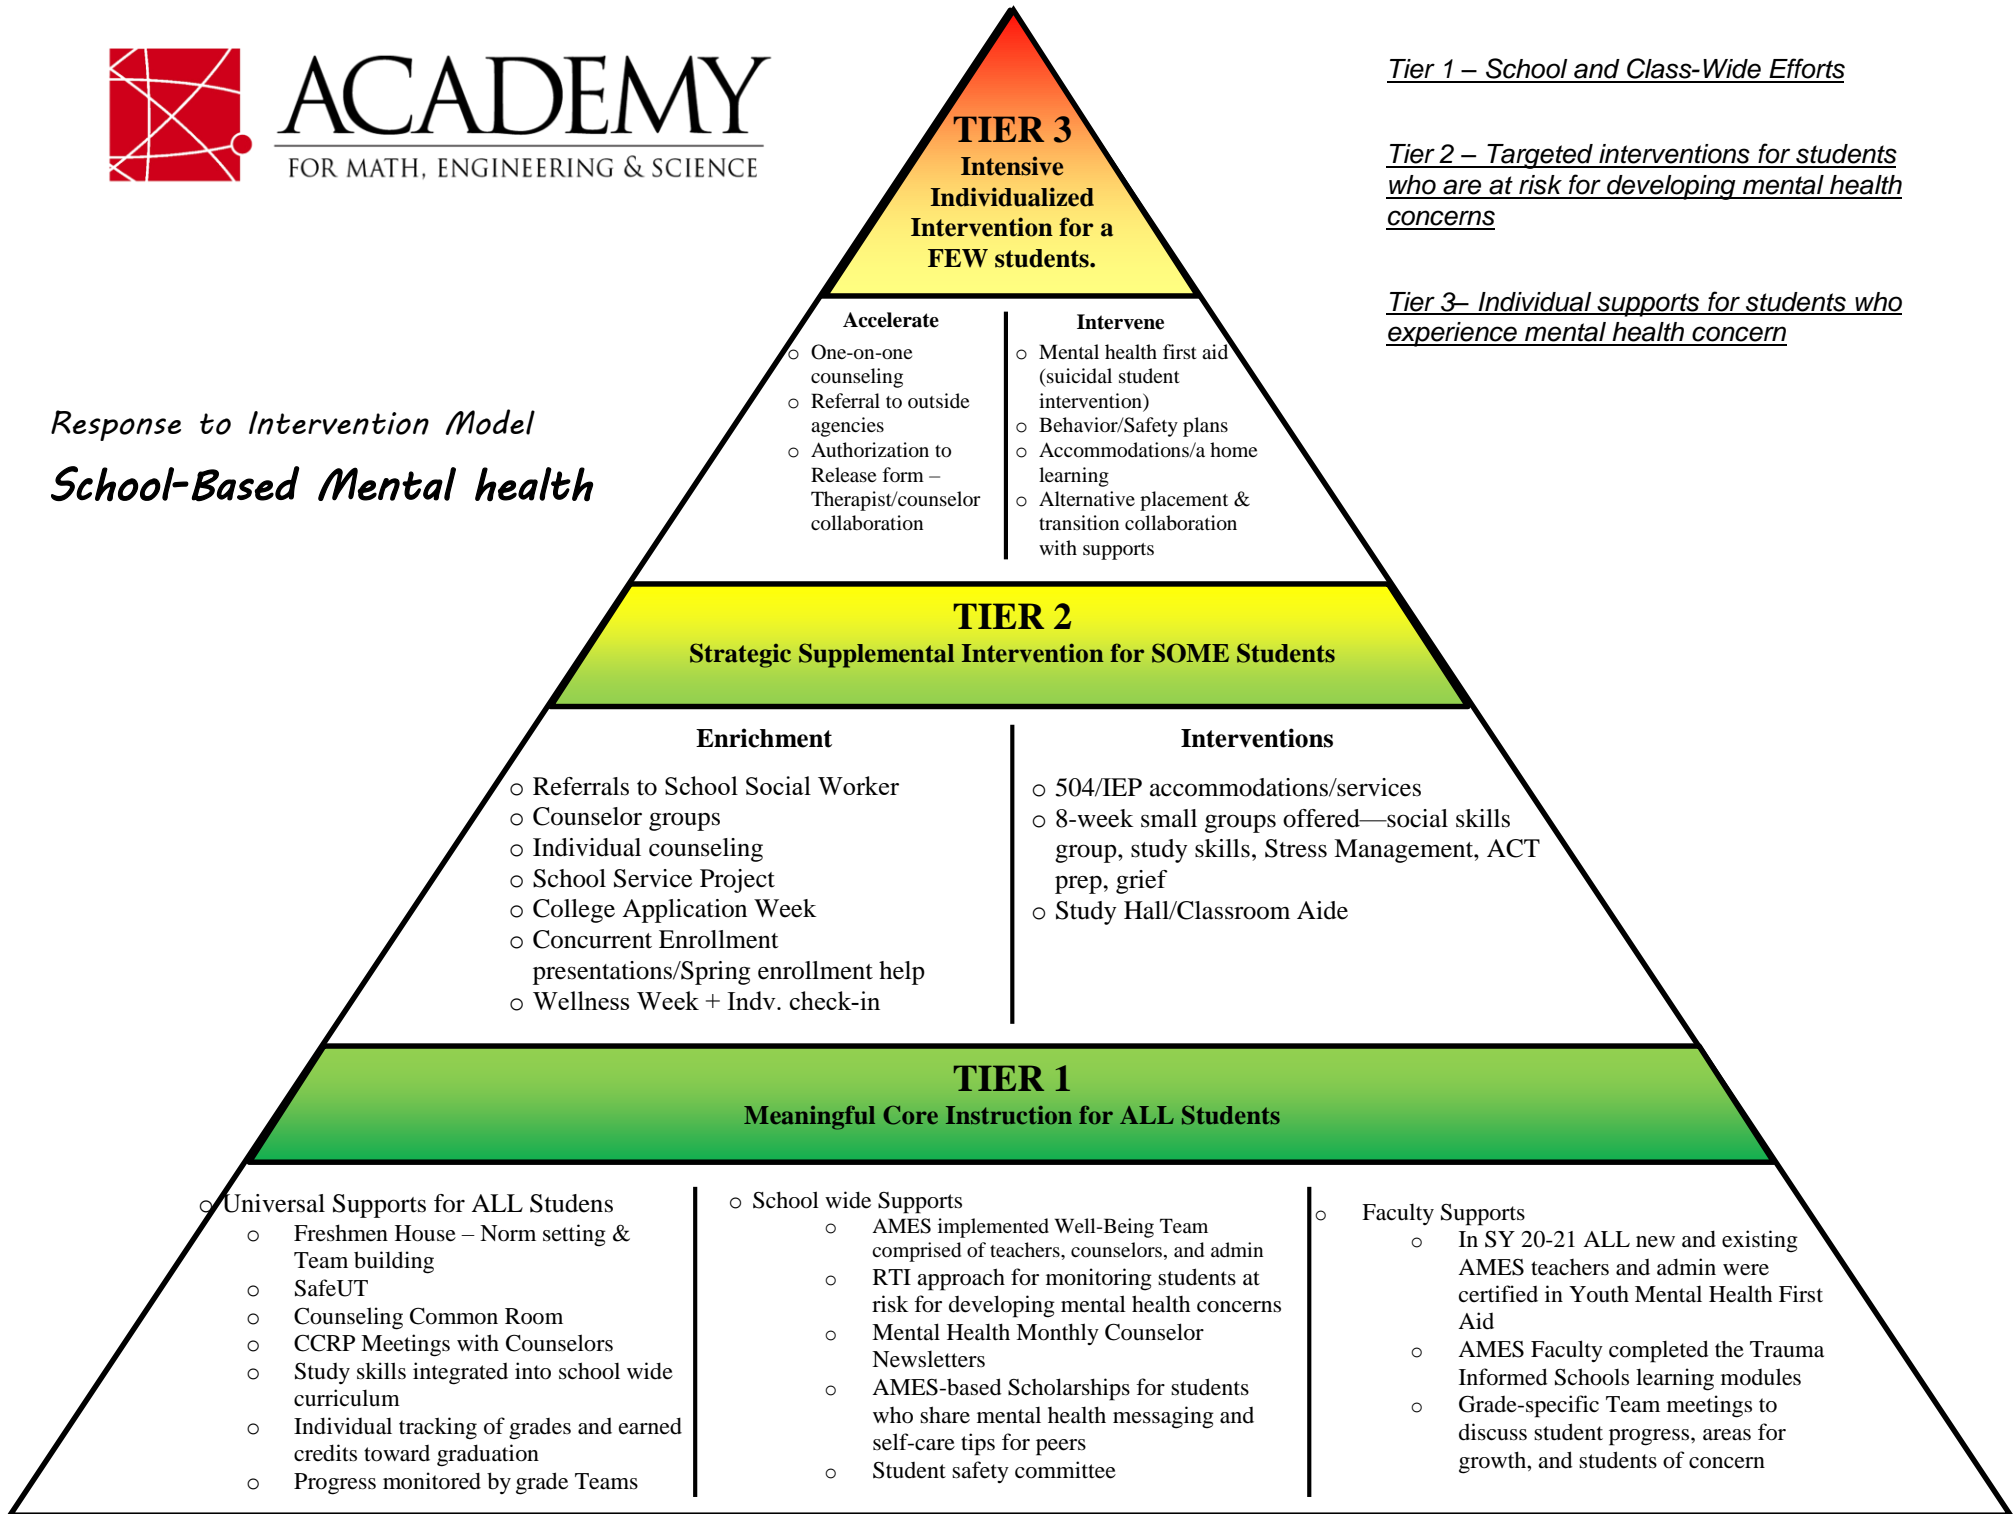 ACADEMY
FOR MATH, ENGINEERING & SCIENCE
Tier 1 – School and Class-Wide Efforts
Tier 2 – Targeted interventions for students
who are at risk for developing mental health
concerns
Tier 3– Individual supports for students who
experience mental health concern
Response to Intervention Model
School-Based Mental health
TIER 3
Intensive
Individualized
Intervention for a
FEW students.
Accelerate
o One-on-one
counseling
o Referral to outside
agencies
o Authorization to
Release form –
Therapist/counselor
collaboration
Intervene
o Mental health first aid
(suicidal student
intervention)
o Behavior/Safety plans
o Accommodations/a home
learning
o Alternative placement &
transition collaboration
with supports
TIER 2
Strategic Supplemental Intervention for SOME Students
Enrichment
o Referrals to School Social Worker
o Counselor groups
o Individual counseling
o School Service Project
o College Application Week
o Concurrent Enrollment
presentations/Spring enrollment help
o Wellness Week + Indv. check-in
Interventions
o 504/IEP accommodations/services
o 8-week small groups offered—social skills
group, study skills, Stress Management, ACT
prep, grief
o Study Hall/Classroom Aide
TIER 1
Meaningful Core Instruction for ALL Students
o Universal Supports for ALL Studens
o Freshmen House – Norm setting &
Team building
o SafeUT
o Counseling Common Room
o CCRP Meetings with Counselors
o Study skills integrated into school wide
curriculum
o Individual tracking of grades and earned
credits toward graduation
o Progress monitored by grade Teams
o School wide Supports
o AMES implemented Well-Being Team
comprised of teachers, counselors, and admin
o RTI approach for monitoring students at
risk for developing mental health concerns
o Mental Health Monthly Counselor
Newsletters
o AMES-based Scholarships for students
who share mental health messaging and
self-care tips for peers
o Student safety committee
o Faculty Supports
o In SY 20-21 ALL new and existing
AMES teachers and admin were
certified in Youth Mental Health First
Aid
o AMES Faculty completed the Trauma
Informed Schools learning modules
o Grade-specific Team meetings to
discuss student progress, areas for
growth, and students of concern